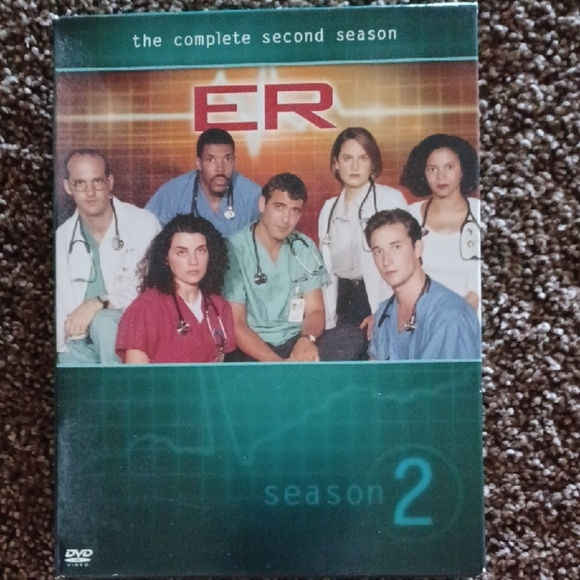 the complete second season
ER
season 2
DVD
VIDEO